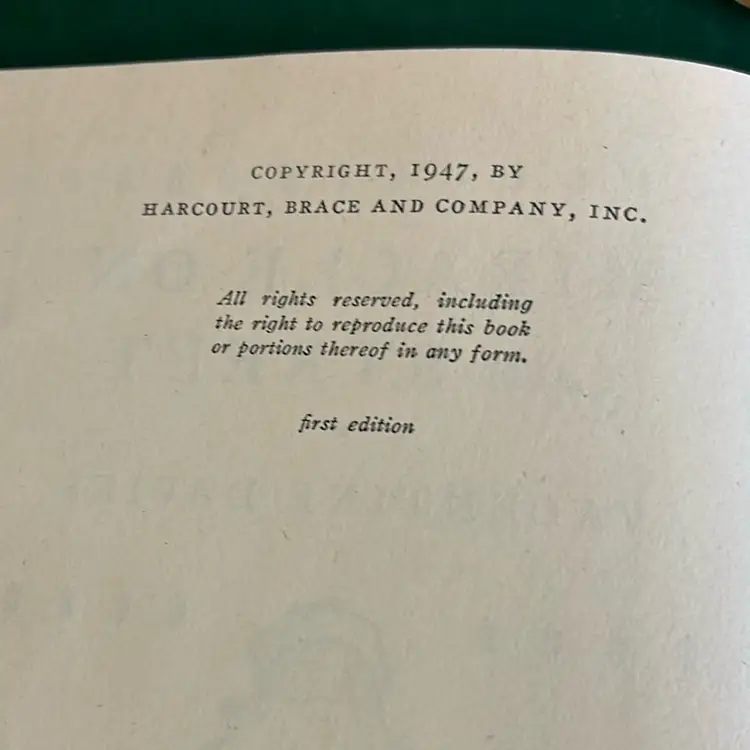 COPYRIGHT, 1947, BY
HARCOURT, BRACE AND COMPANY, INC.
All rights reserved, including
the right to reproduce this book
or portions thereof in any form.
first edition